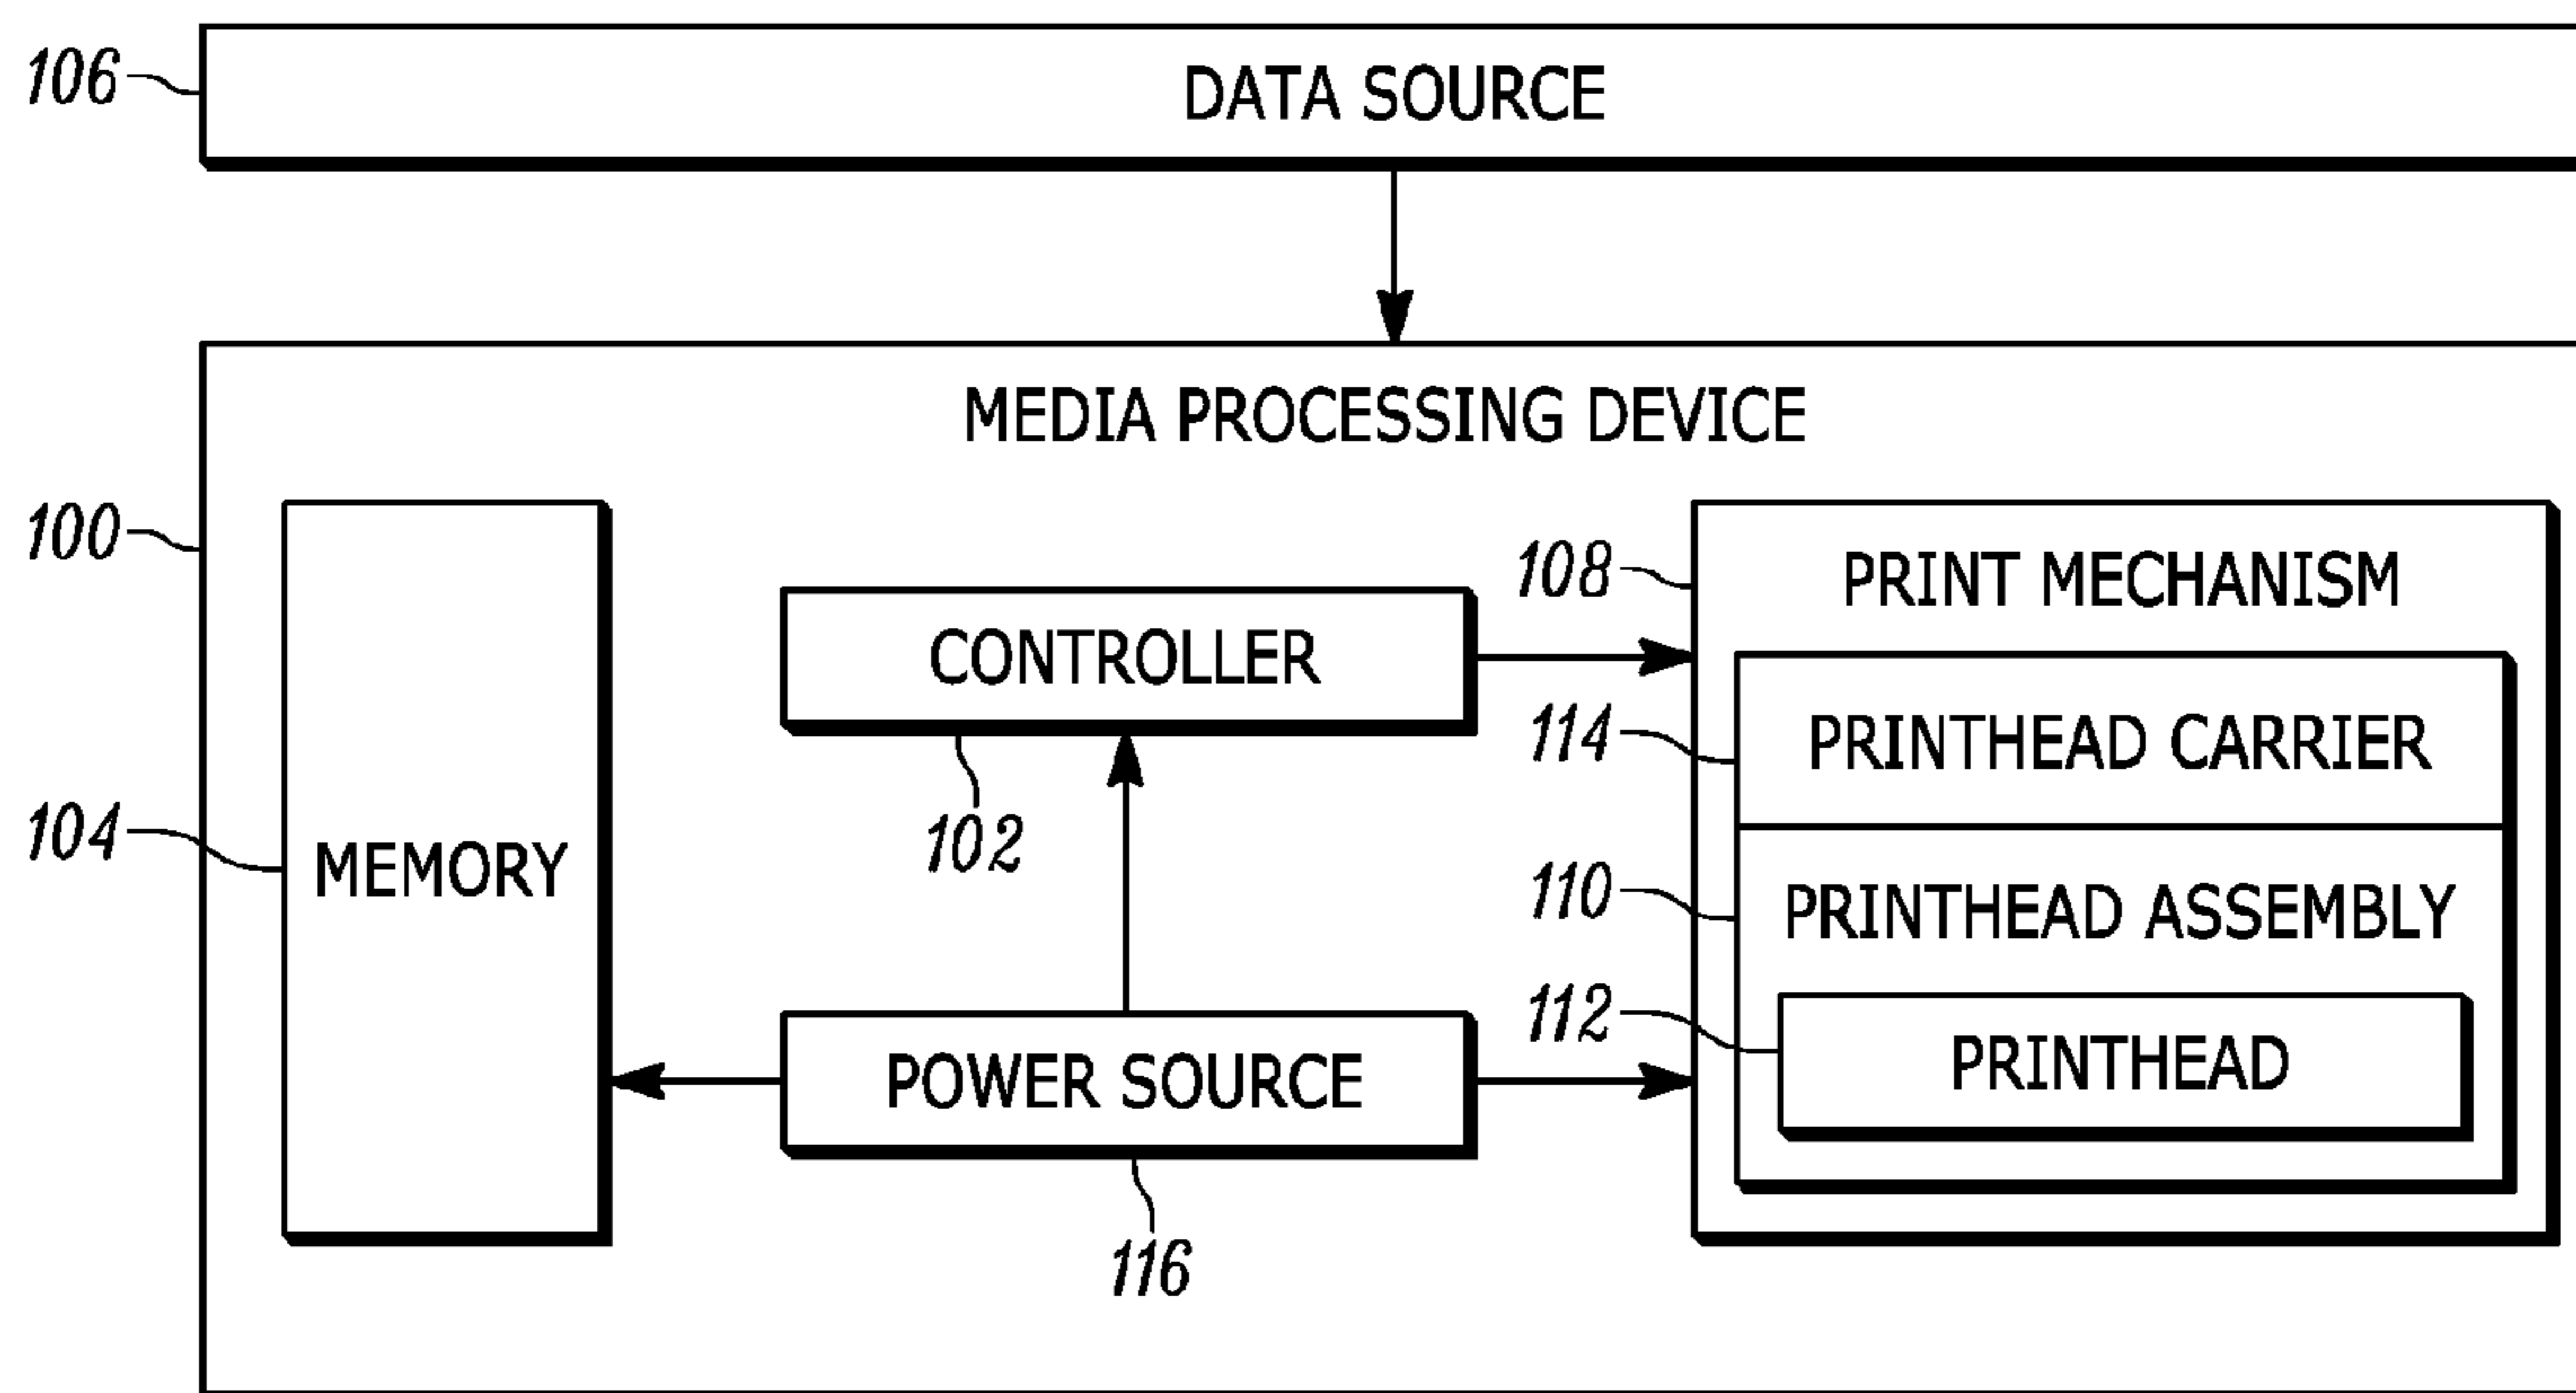 106
DATA SOURCE
MEDIA PROCESSING DEVICE
100
108
PRINT MECHANISM
CONTROLLER
114
PRINTHEAD CARRIER
104
MEMORY
102
110
PRINTHEAD ASSEMBLY
112
PRINTHEAD
POWER SOURCE
116